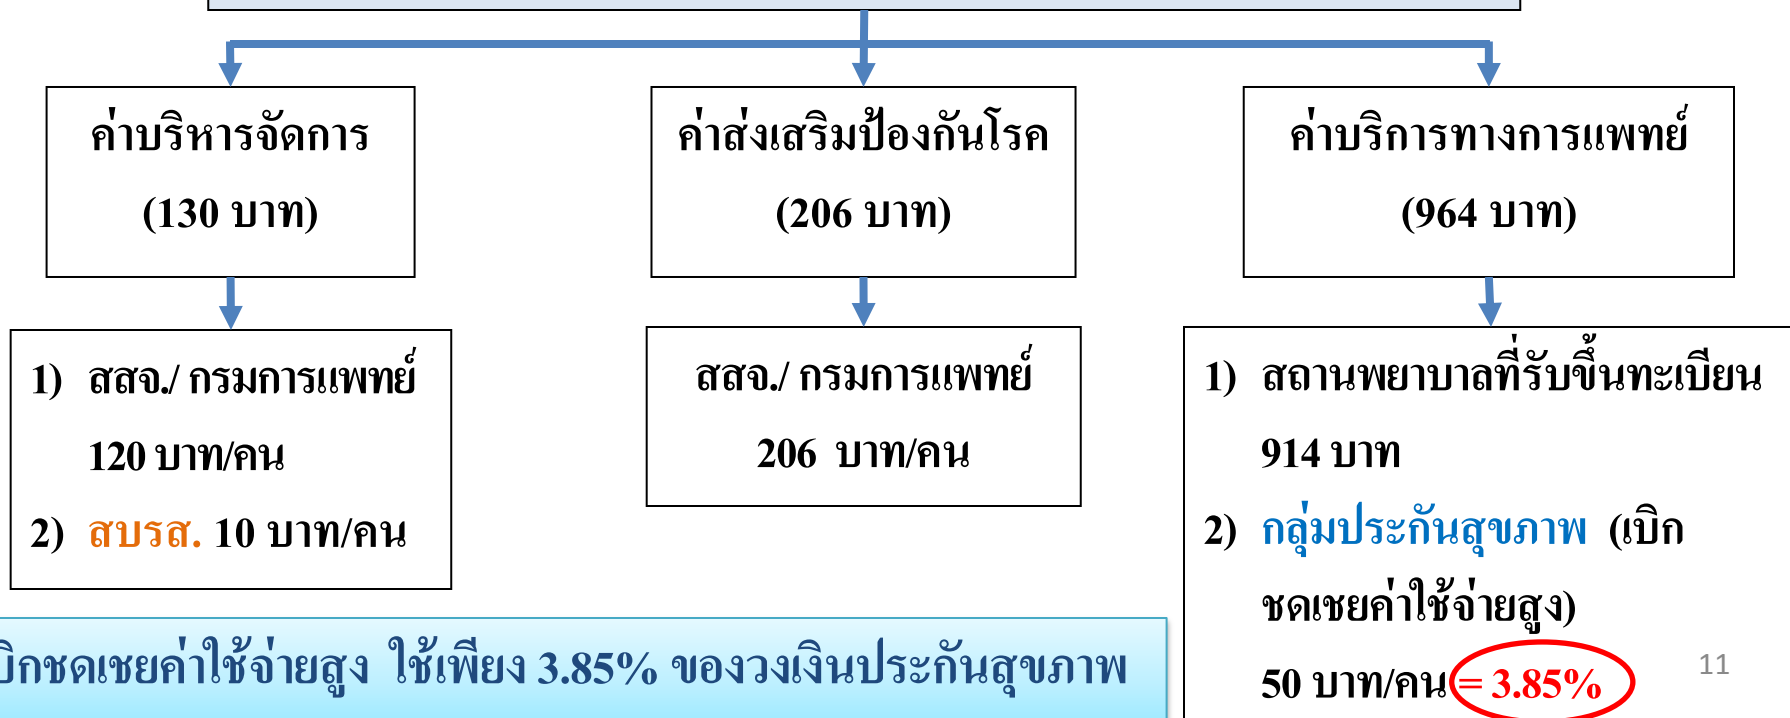 ค่าบริหารจัดการ
(130 บาท)
ค่าส่งเสริมป้องกันโรค
(206 บาท)
ค่าบริการทางการแพทย์
(964 บาท)
1) สสจ./ กรมการแพทย์
120 บาท/คน
2) สบรส. 10 บาท/คน
สสจ./ กรมการแพทย์
206 บาท/คน
1) สถานพยาบาลที่รับขึ้นทะเบียน
914 บาท
2) กลุ่มประกันสุขภาพ (เบิก
ชดเชยค่าใช้จ่ายสูง)
50 บาท/คน = 3.85%
บิกชดเชยค่าใช้จ่ายสูง ใช้เพียง 3.85% ของวงเงินประกันสุขภาพ
11